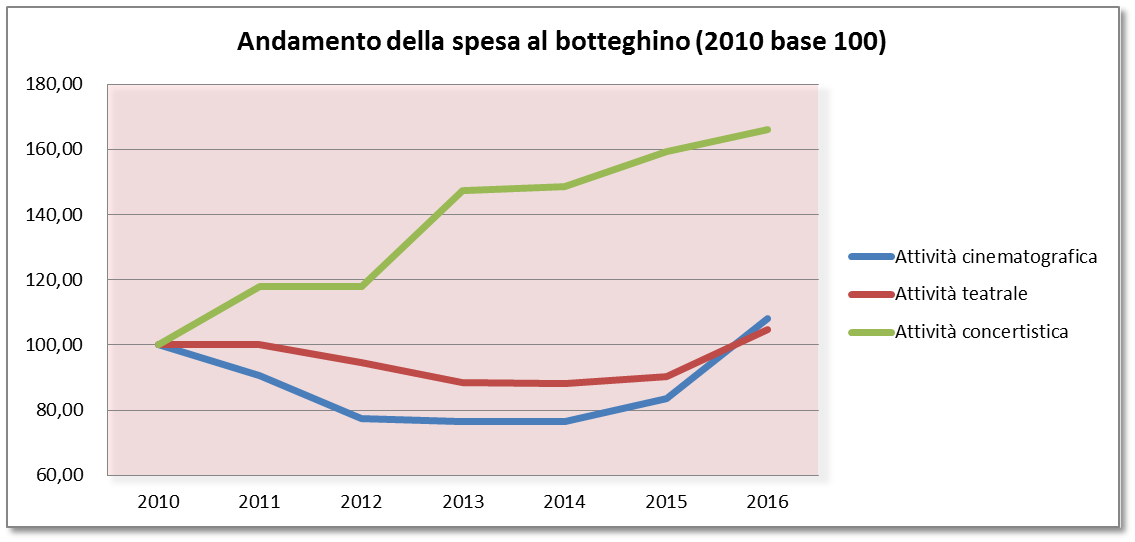 Andamento della spesa al botteghino (2010 base 100)
180,00
160,00
140,00
120,00
100,00
80,00
60,00
2010 2011 2012 2013 2014 2015 2016
Attività cinematografica
Attività teatrale
Attività concertistica